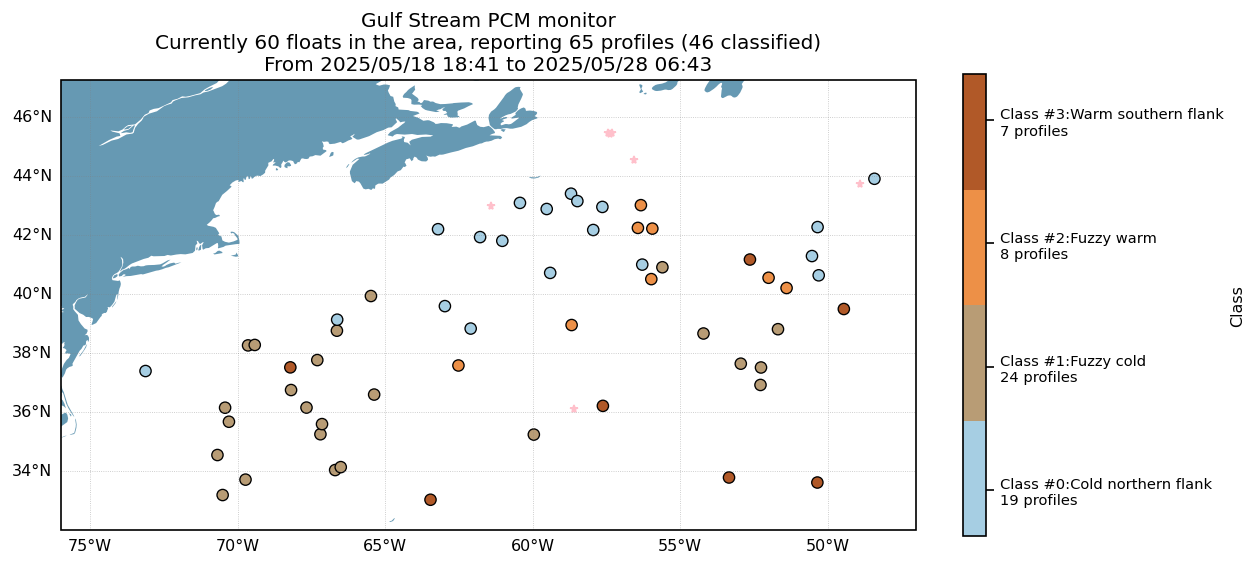 Gulf Stream PCM monitor
Currently 60 floats in the area, reporting 65 profiles (46 classified)
From 2025/05/18 18:41 to 2025/05/28 06:43
46°N
44°N
42°N
40°N
38°N
36°N
34°N
75°W
70°W
65°W
60°W
55°W
50°W
Class #3:Warm southern flank
7 profiles
Class #2:Fuzzy warm
8 profiles
Class #1:Fuzzy cold
24 profiles
Class #0:Cold northern flank
19 profiles
Class